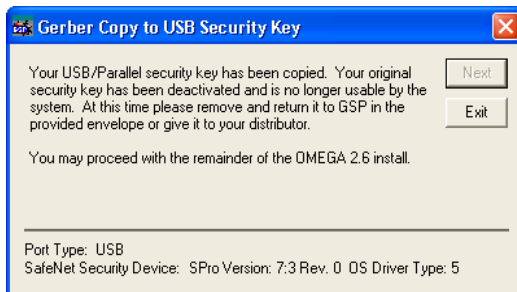 Gerber Copy to USB Security Key
Your USB/Parallel security key has been copied. Your original
security key has been deactivated and is no longer usable by the
system. At this time please remove and return it to GSP in the
provided envelope or give it to your distributor.
You may proceed with the remainder of the OMEGA 2.6 install.
Next
Exit
Port Type: USB
SafeNet Security Device: SPro Version: 7:3 Rev. 0 OS Driver Type: 5